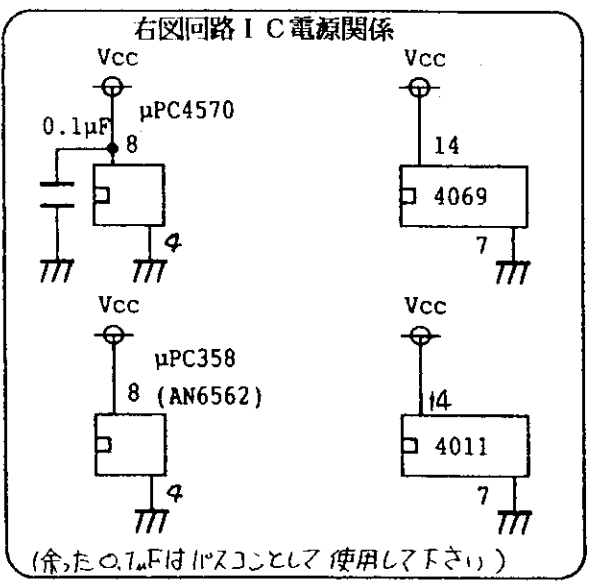 右図回路ＩＣ電源関係
Vcc
Vcc
μPC4570
0.1μF
8
14
4069
4
7
Vcc
Vcc
μPC358
8 (AN6562)
14
4011
4
7
(余った0.1μFはパスコンとして使用して下さい)